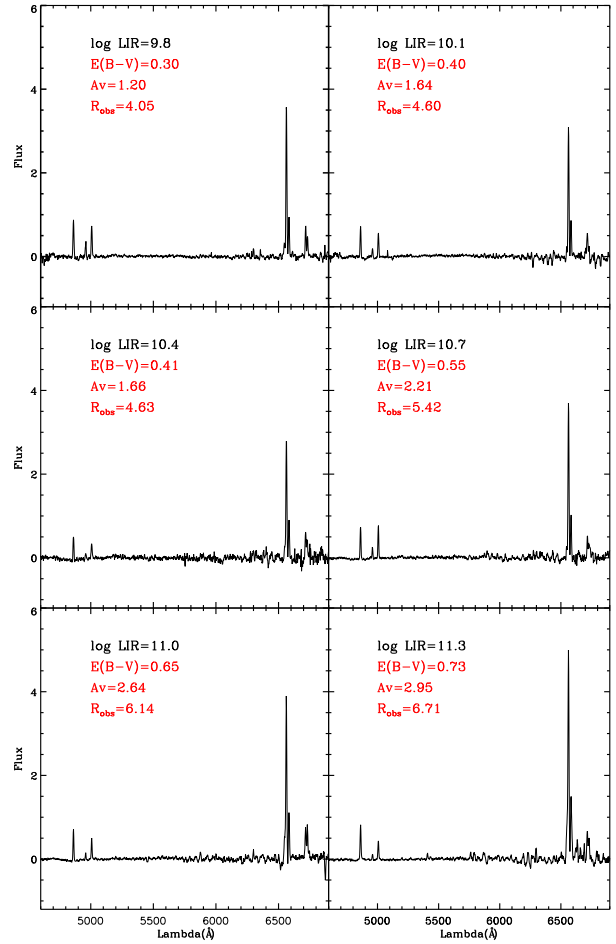 6
log LIR=9.8
E(B−V)=0.30
Av=1.20
Robs=4.05
4
Flux
2
0
log LIR=10.1
E(B−V)=0.40
Av=1.64
Robs=4.60
6
log LIR=10.4
E(B−V)=0.41
Av=1.66
Robs=4.63
4
Flux
2
0
log LIR=10.7
E(B−V)=0.55
Av=2.21
Robs=5.42
6
log LIR=11.0
E(B−V)=0.65
Av=2.64
Robs=6.14
4
Flux
2
0
5000 5500 6000 6500
Lambda(Å)
log LIR=11.3
E(B−V)=0.73
Av=2.95
Robs=6.71
5000 5500 6000 6500
Lambda(Å)